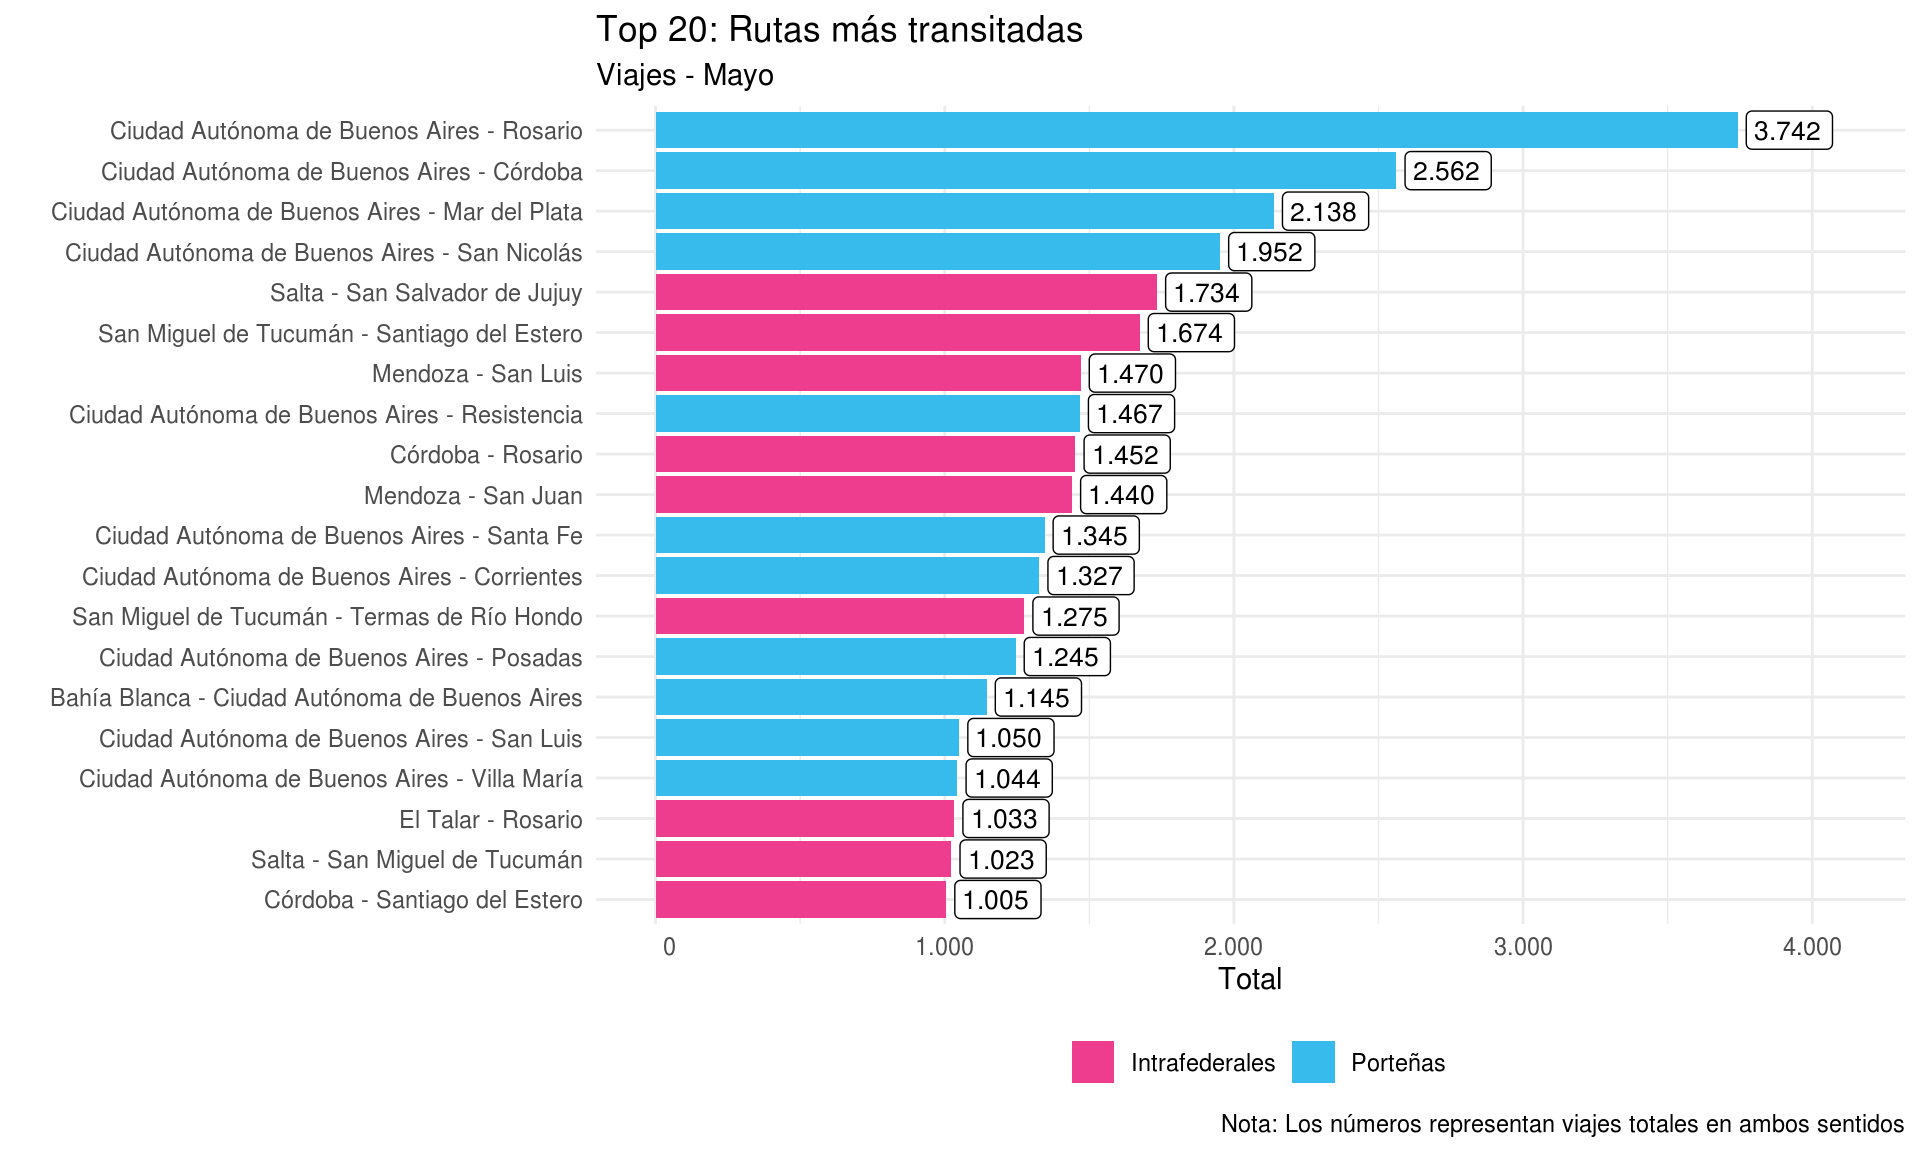 Top 20: Rutas más transitadas
Viajes - Mayo
Ciudad Autónoma de Buenos Aires - Rosario 3.742
Ciudad Autónoma de Buenos Aires - Córdoba 2.562
Ciudad Autónoma de Buenos Aires - Mar del Plata 2.138
Ciudad Autónoma de Buenos Aires - San Nicolás 1.952
Salta - San Salvador de Jujuy 1.734
San Miguel de Tucumán - Santiago del Estero 1.674
Mendoza - San Luis 1.470
Ciudad Autónoma de Buenos Aires - Resistencia 1.467
Córdoba - Rosario 1.452
Mendoza - San Juan 1.440
Ciudad Autónoma de Buenos Aires - Santa Fe 1.345
Ciudad Autónoma de Buenos Aires - Corrientes 1.327
San Miguel de Tucumán - Termas de Río Hondo 1.275
Ciudad Autónoma de Buenos Aires - Posadas 1.245
Bahía Blanca - Ciudad Autónoma de Buenos Aires 1.145
Ciudad Autónoma de Buenos Aires - San Luis 1.050
Ciudad Autónoma de Buenos Aires - Villa María 1.044
El Talar - Rosario 1.033
Salta - San Miguel de Tucumán 1.023
Córdoba - Santiago del Estero 1.005
0 1.000 2.000 3.000 4.000
Total
Intrafederales Porteñas
Nota: Los números representan viajes totales en ambos sentidos